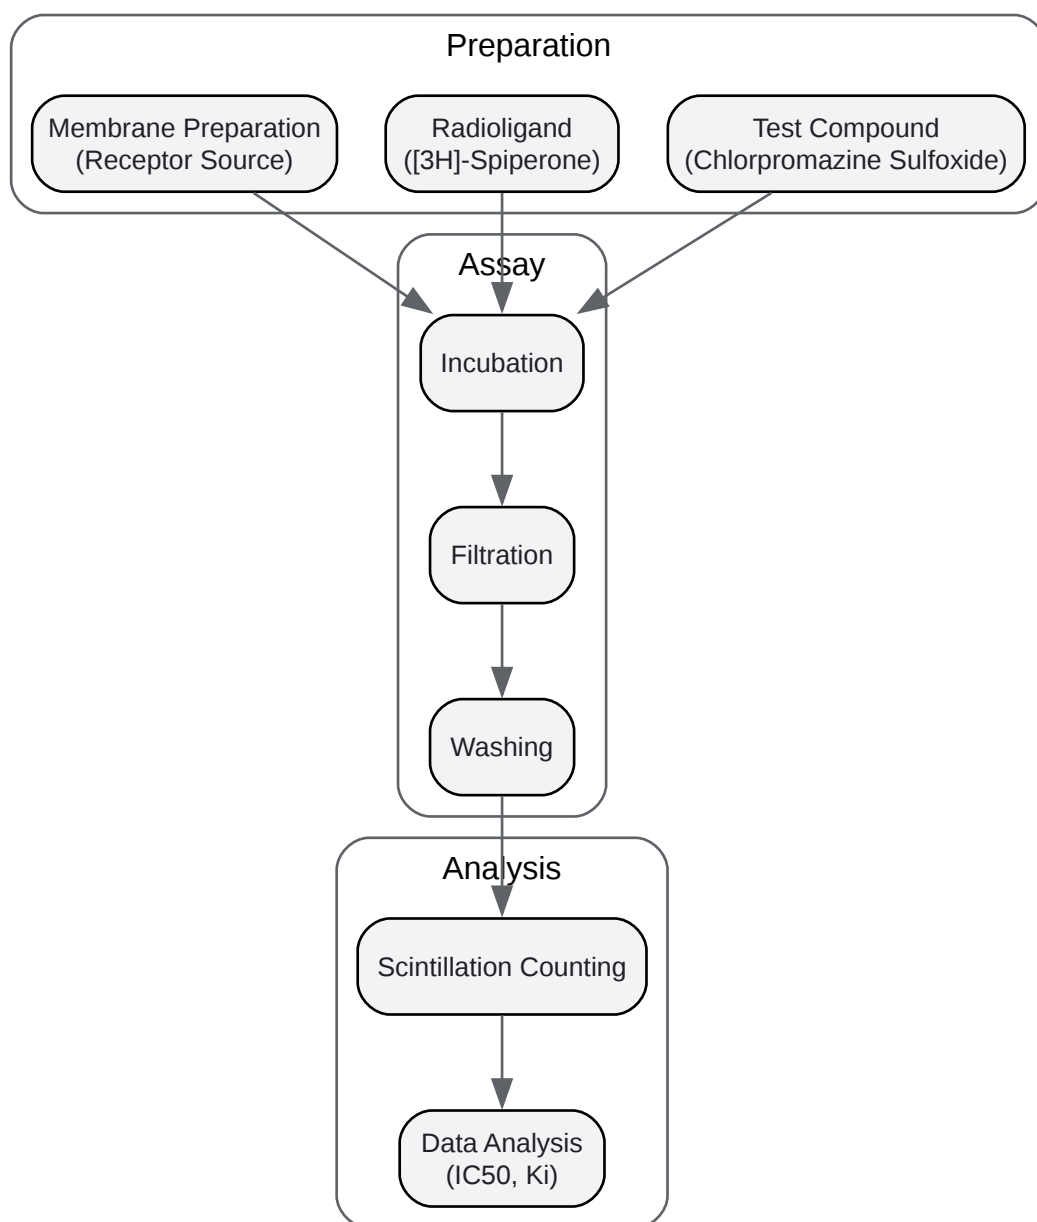 Preparation
Membrane Preparation
(Receptor Source)
Radioligand
([3H]-Spiperone)
Test Compound
(Chlorpromazine Sulfoxide)
Assay
Incubation
Filtration
Washing
Analysis
Scintillation Counting
Data Analysis
(IC50, Ki)